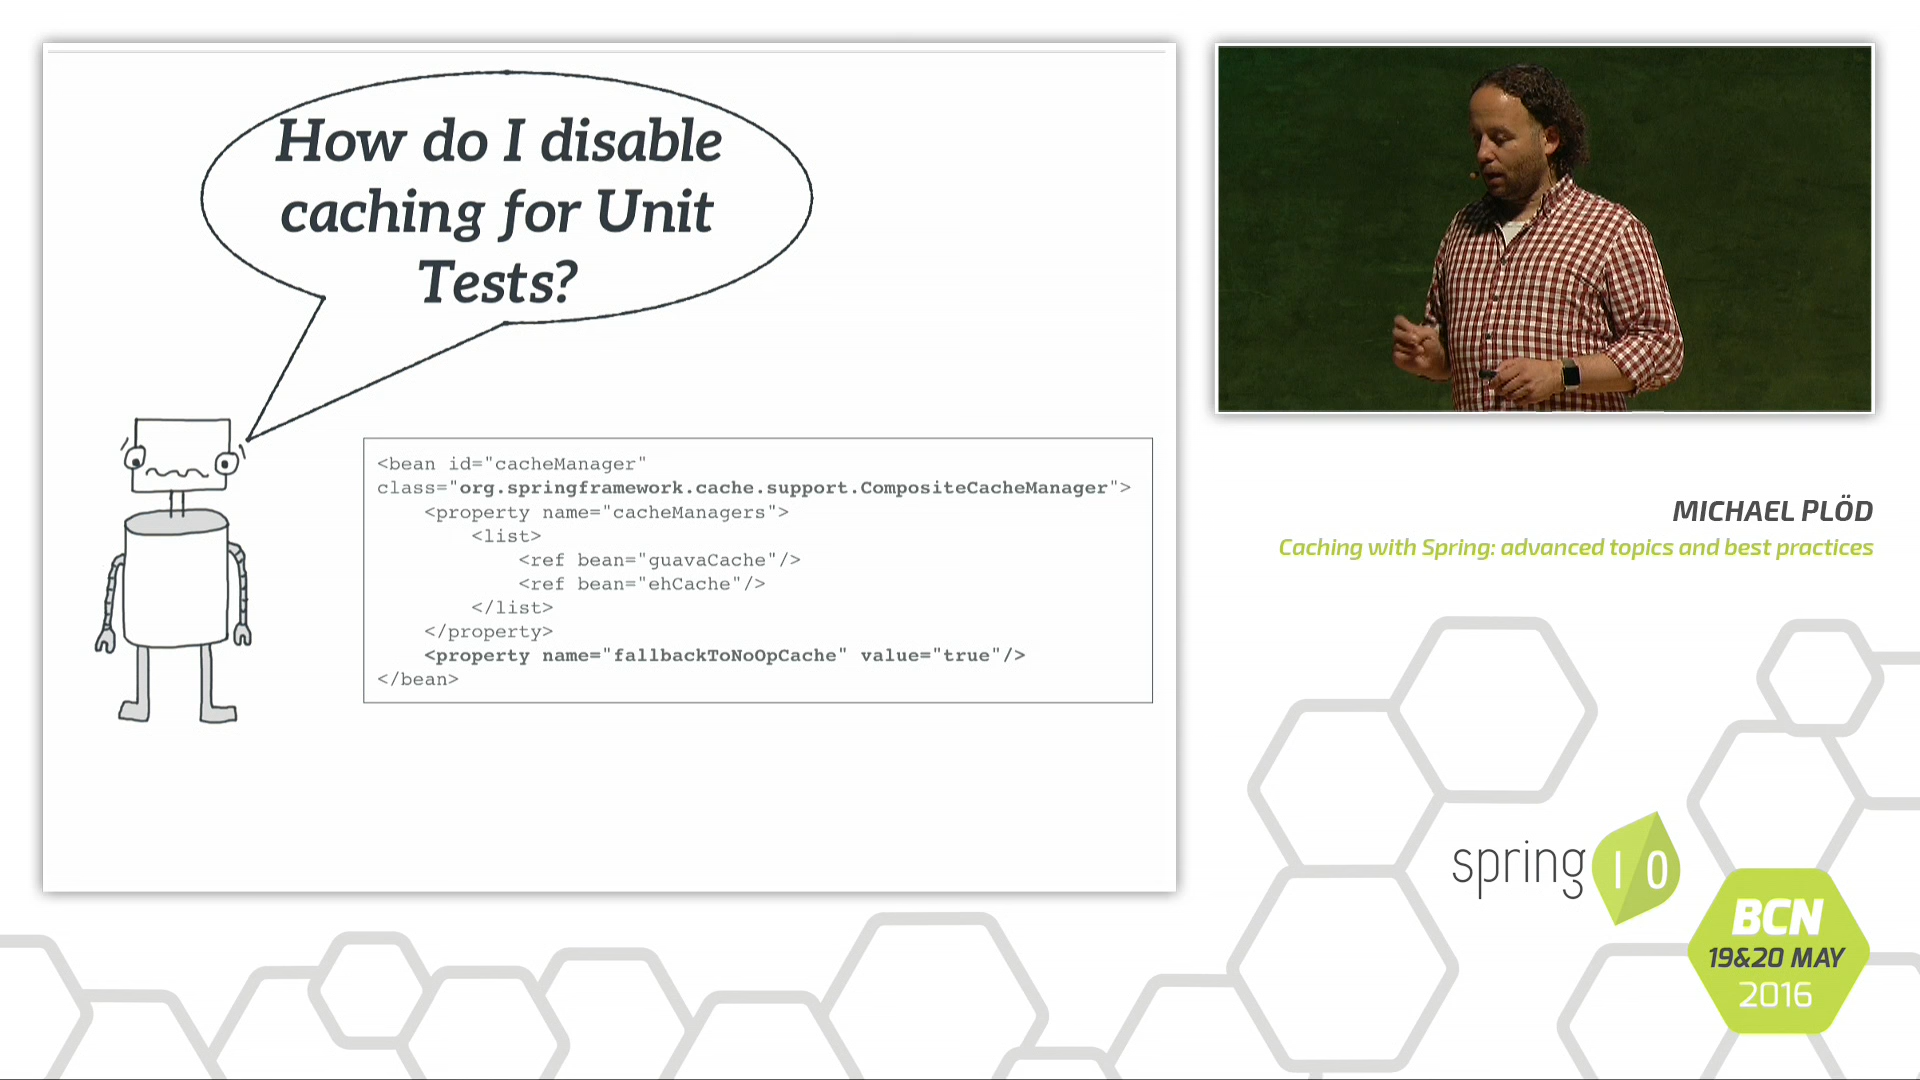 How do I disable
caching for Unit
Tests?
<bean id="cacheManager"
class="org.springframework.cache.support.CompositeCacheManager">
<property name="cacheManagers">
<list>
<ref bean="guavaCache"/>
<ref bean="ehCache"/>
</list>
</property>
<property name="fallbackToNoOpCache" value="true"/>
</bean>
MICHAEL PLÖD
Caching with Spring: advanced topics and best practices
spring I O
BCN
19&20 MAY
2016